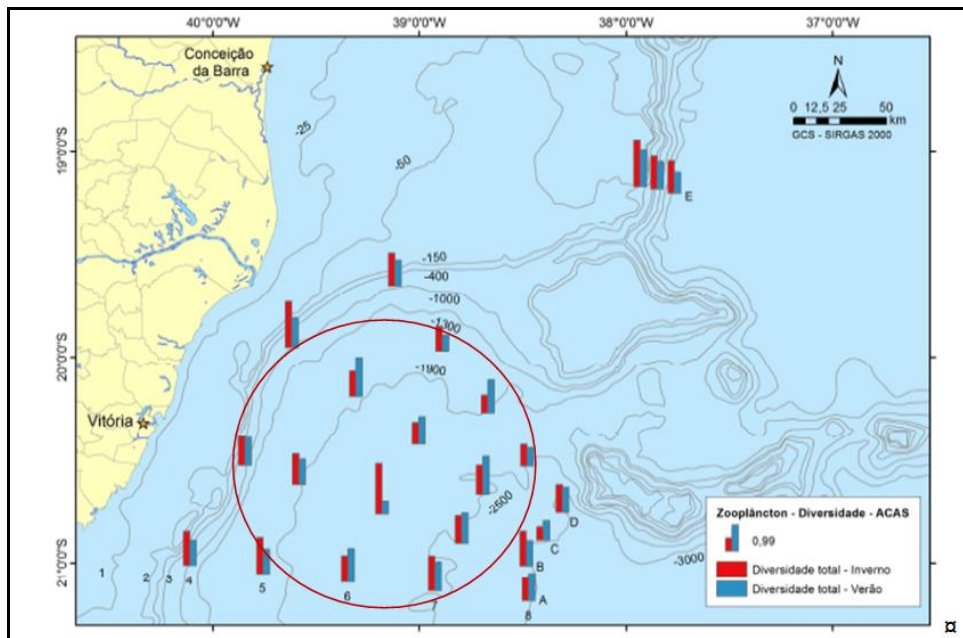 40°0'0"W
39°0'0"W
38°0'0"W
37°0'0"W
Conceição
da Barra
N
0 12,5 25 50
km
GCS - SIRGAS 2000
-25
-50
19°0'0"S
E
-150
-400
-1000
-1300
20°0'0"S
-1900
Vitória
-2500
D
C
B
A
-3000
21°0'0"S
1
2
3
4
5
6
7
8
Zooplâncton - Diversidade - ACAS
0,99
Diversidade total - Inverno
Diversidade total - Verão
¤